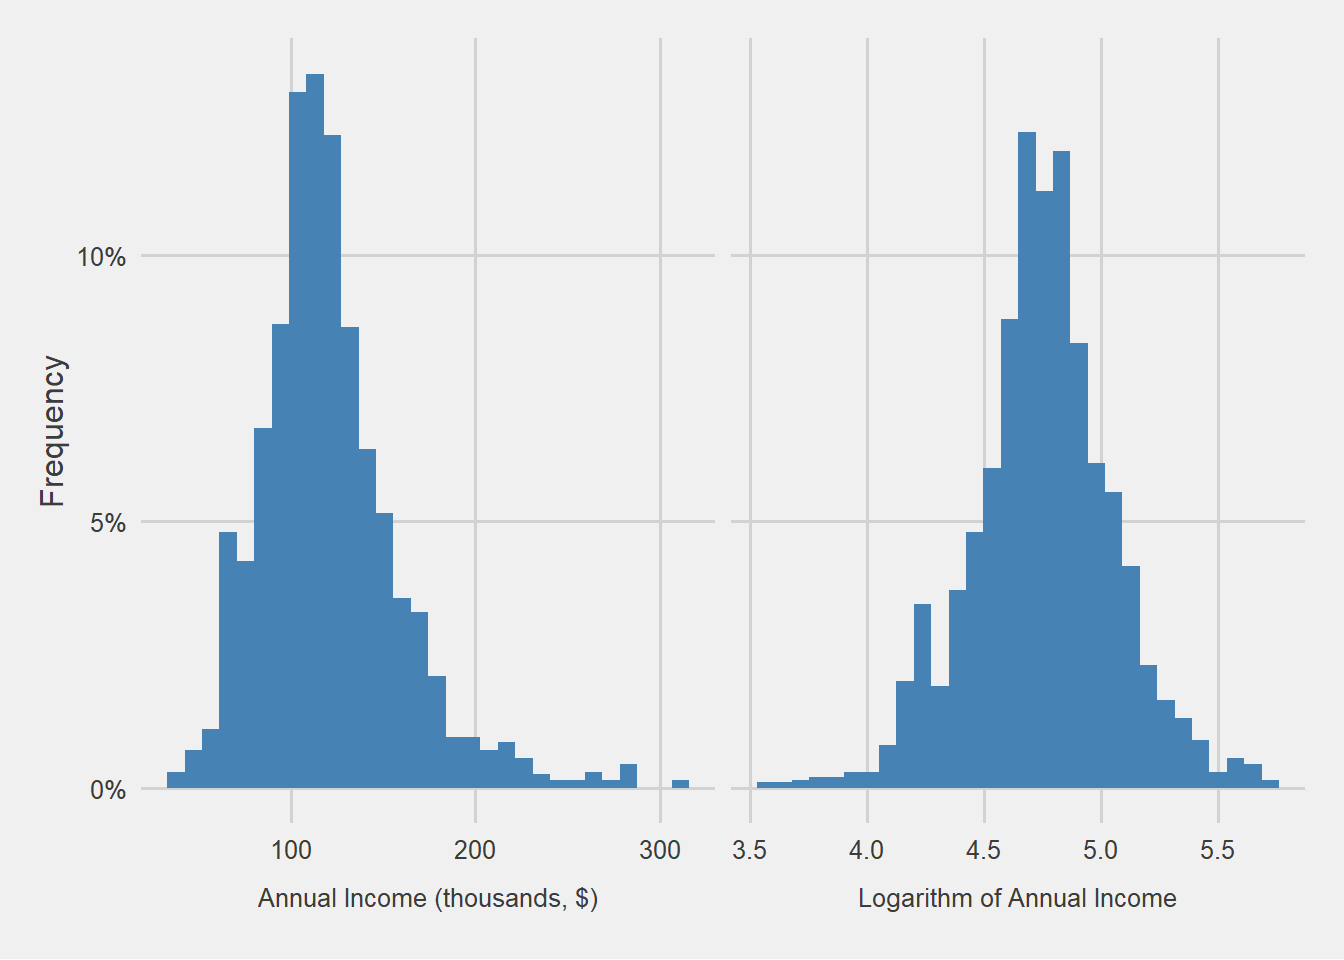 Frequency
10%
5%
0%
100 200 300
3.5 4.0 4.5 5.0 5.5
Annual Income (thousands, $)
Logarithm of Annual Income